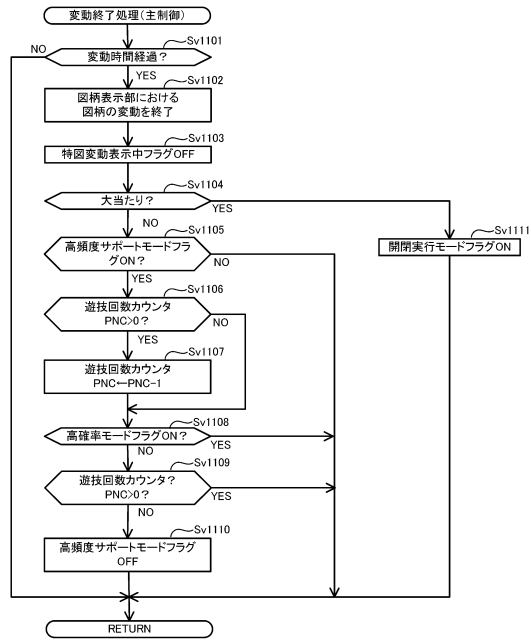 変動終了処理(主制御)
Sv1101
NO
変動時間経過?
YES
Sv1102
図柄表示部における
図柄の変動を終了
Sv1103
特図変動表示中フラグOFF
Sv1104
大当たり?
YES
NO
Sv1105
高頻度サポートモードフラ
グON?
NO
YES
Sv1111
開閉実行モードフラグON
Sv1106
遊技回数カウンタ
PNC>0?
NO
YES
Sv1107
遊技回数カウンタ
PNC←PNC-1
Sv1108
高確率モードフラグON?
YES
NO
Sv1109
遊技回数カウンタ?
PNC>0?
YES
NO
Sv1110
高頻度サポートモードフラグ
OFF
RETURN